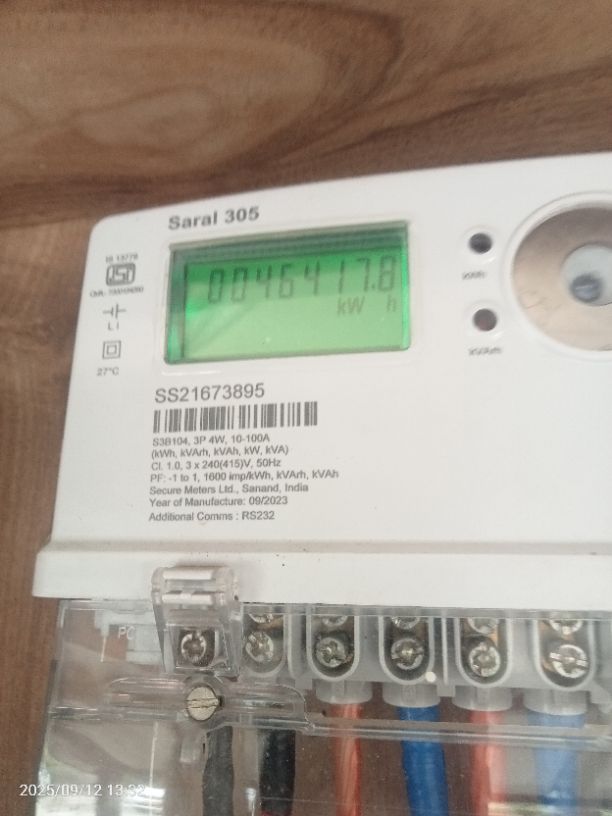 Saral 305
IS 13779
0046417.8
kW h
L I
27°C
SS21673895
S3B104, 3P 4W, 10-100A
(kWh, kVArh, kVAh, kW, kVA)
Cl. 1.0, 3 x 240(415)V, 50Hz
PF: -1 to 1, 1600 imp/kWh, kVArh, kVAh
Secure Meters Ltd., Sanand, India
Year of Manufacture: 09/2023
Additional Comms : RS232
2025/09/12 13:32